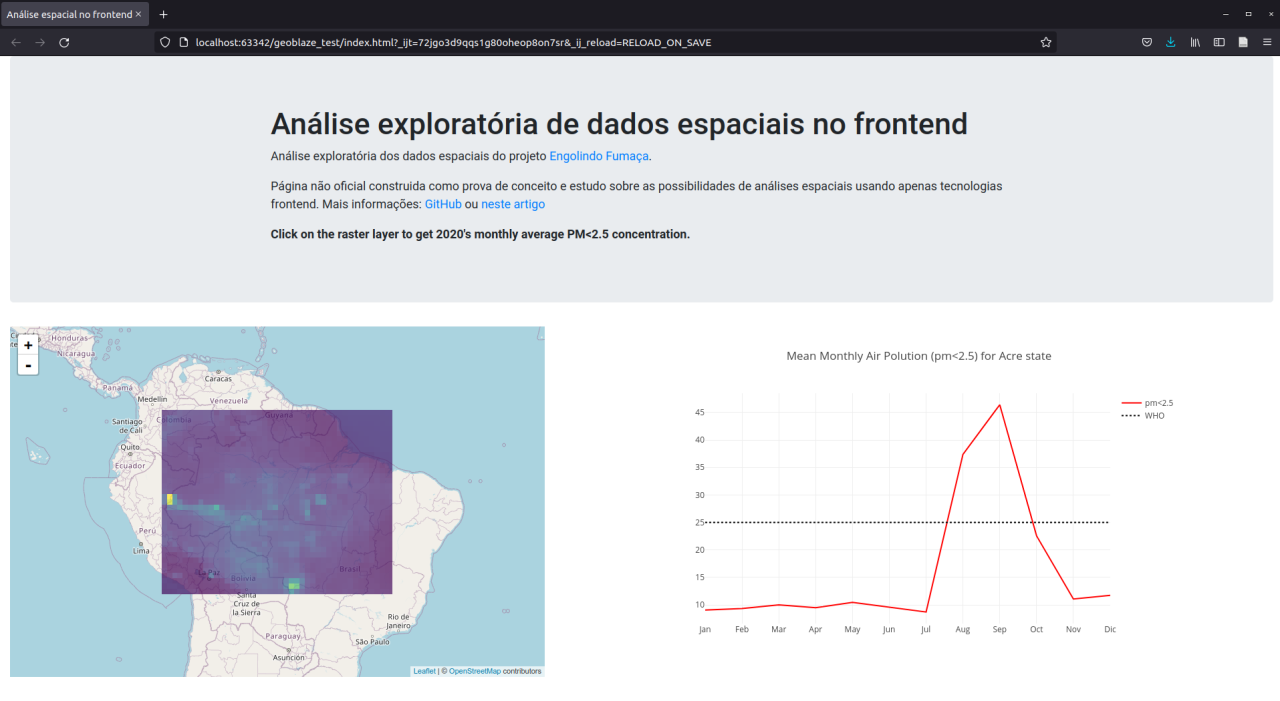 Análise espacial no frontend ×
localhost:63342/geoblaze_test/index.html?_ijt=72jgo3d9qqs1g80oheop8on7sr&_ij_reload=RELOAD_ON_SAVE
Análise exploratória de dados espaciais no frontend
Análise exploratória dos dados espaciais do projeto Engolindo Fumaça.
Página não oficial construida como prova de conceito e estudo sobre as possibilidades de análises espaciais usando apenas tecnologias
frontend. Mais informações: GitHub ou neste artigo
Click on the raster layer to get 2020's monthly average PM<2.5 concentration.
+
-
Honduras
Nicaragua
Panamá
Caracas
Medellín
Venezuela
Guyana
Colombia
Santiago
de Cali
Quito
Ecuador
Perú
Lima
La Paz
Bolivia
Brasil
Santa
Cruz de
la Sierra
Rio de
Janeiro
São Paulo
Paraguay
Asunción
Leaflet | © OpenStreetMap contributors
Mean Monthly Air Polution (pm<2.5) for Acre state
pm<2.5
WHO
45
40
35
30
25
20
15
10
Jan Feb Mar Apr May Jun Jul Aug Sep Oct Nov Dic